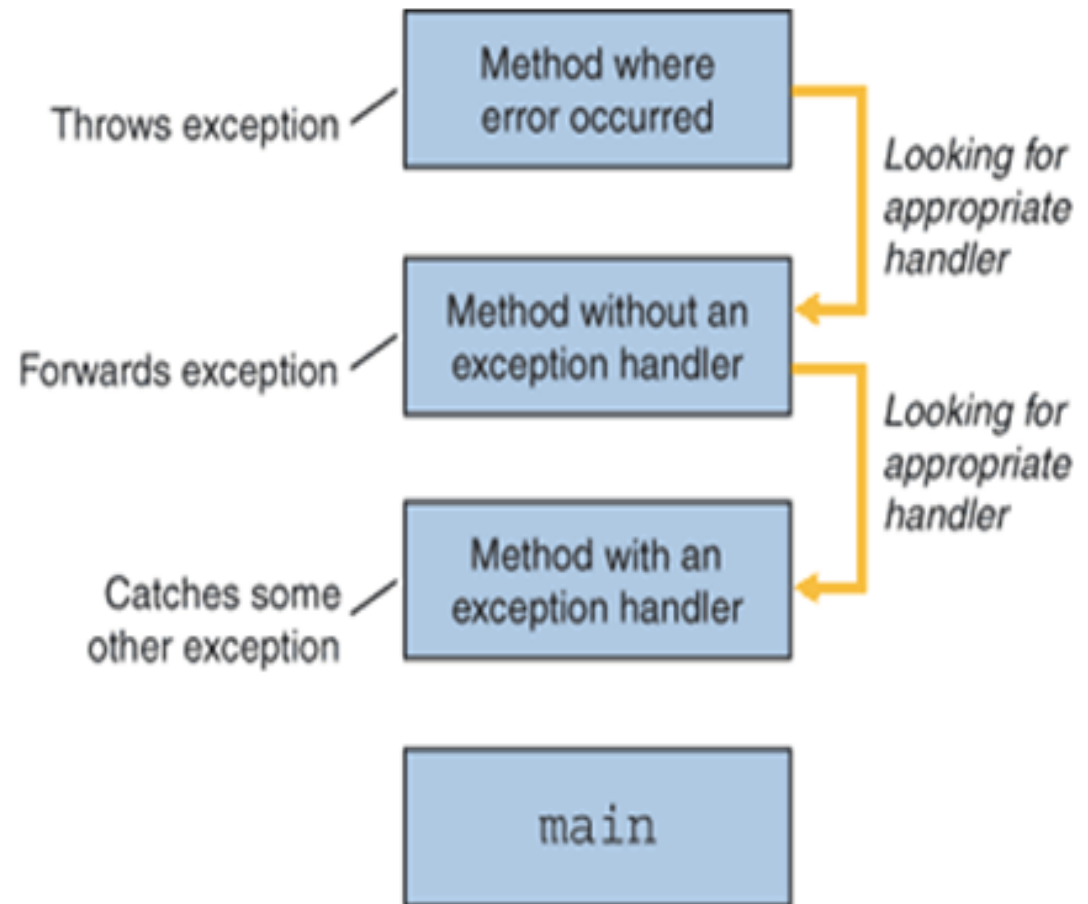 Method where
error occurred
Throws exception
Looking for
appropriate
handler
Method without an
exception handler
Forwards exception
Looking for
appropriate
handler
Method with an
exception handler
Catches some
other exception
main